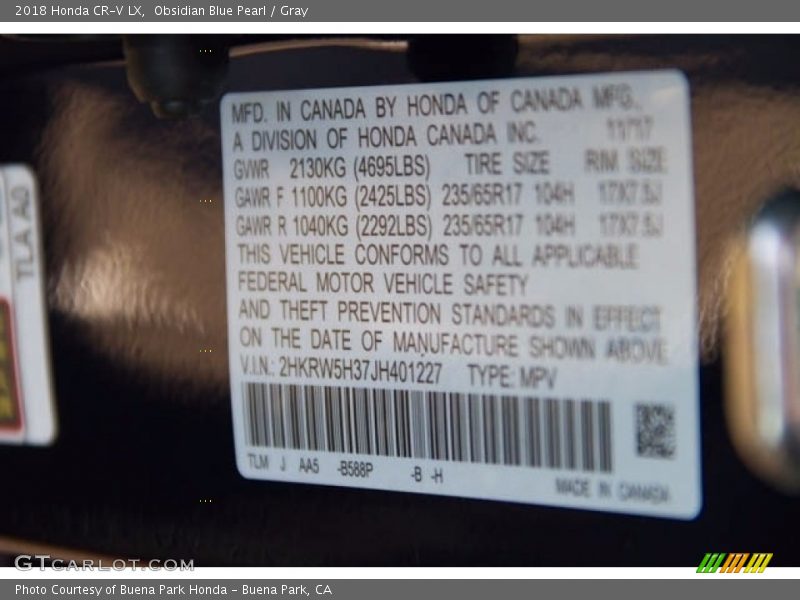 2018 Honda CR-V LX,  Obsidian Blue Pearl / Gray
MFD. IN CANADA BY HONDA OF CANADA MFG.,
A DIVISION OF HONDA CANADA INC. 11/17
GVWR 2130KG (4695LBS) TIRE SIZE RIM SIZE
GAWR F 1100KG (2425LBS) 235/65R17 104H 17X7.5J
GAWR R 1040KG (2292LBS) 235/65R17 104H 17X7.5J
THIS VEHICLE CONFORMS TO ALL APPLICABLE
FEDERAL MOTOR VEHICLE SAFETY
AND THEFT PREVENTION STANDARDS IN EFFECT
ON THE DATE OF MANUFACTURE SHOWN ABOVE
V.I.N.: 2HKRW5H37JH401227 TYPE: MPV
TLM J AA5 -B588P -B -H
MADE IN CANADA
TLA A0
GTCARLOT.COM
Photo Courtesy of Buena Park Honda - Buena Park, CA